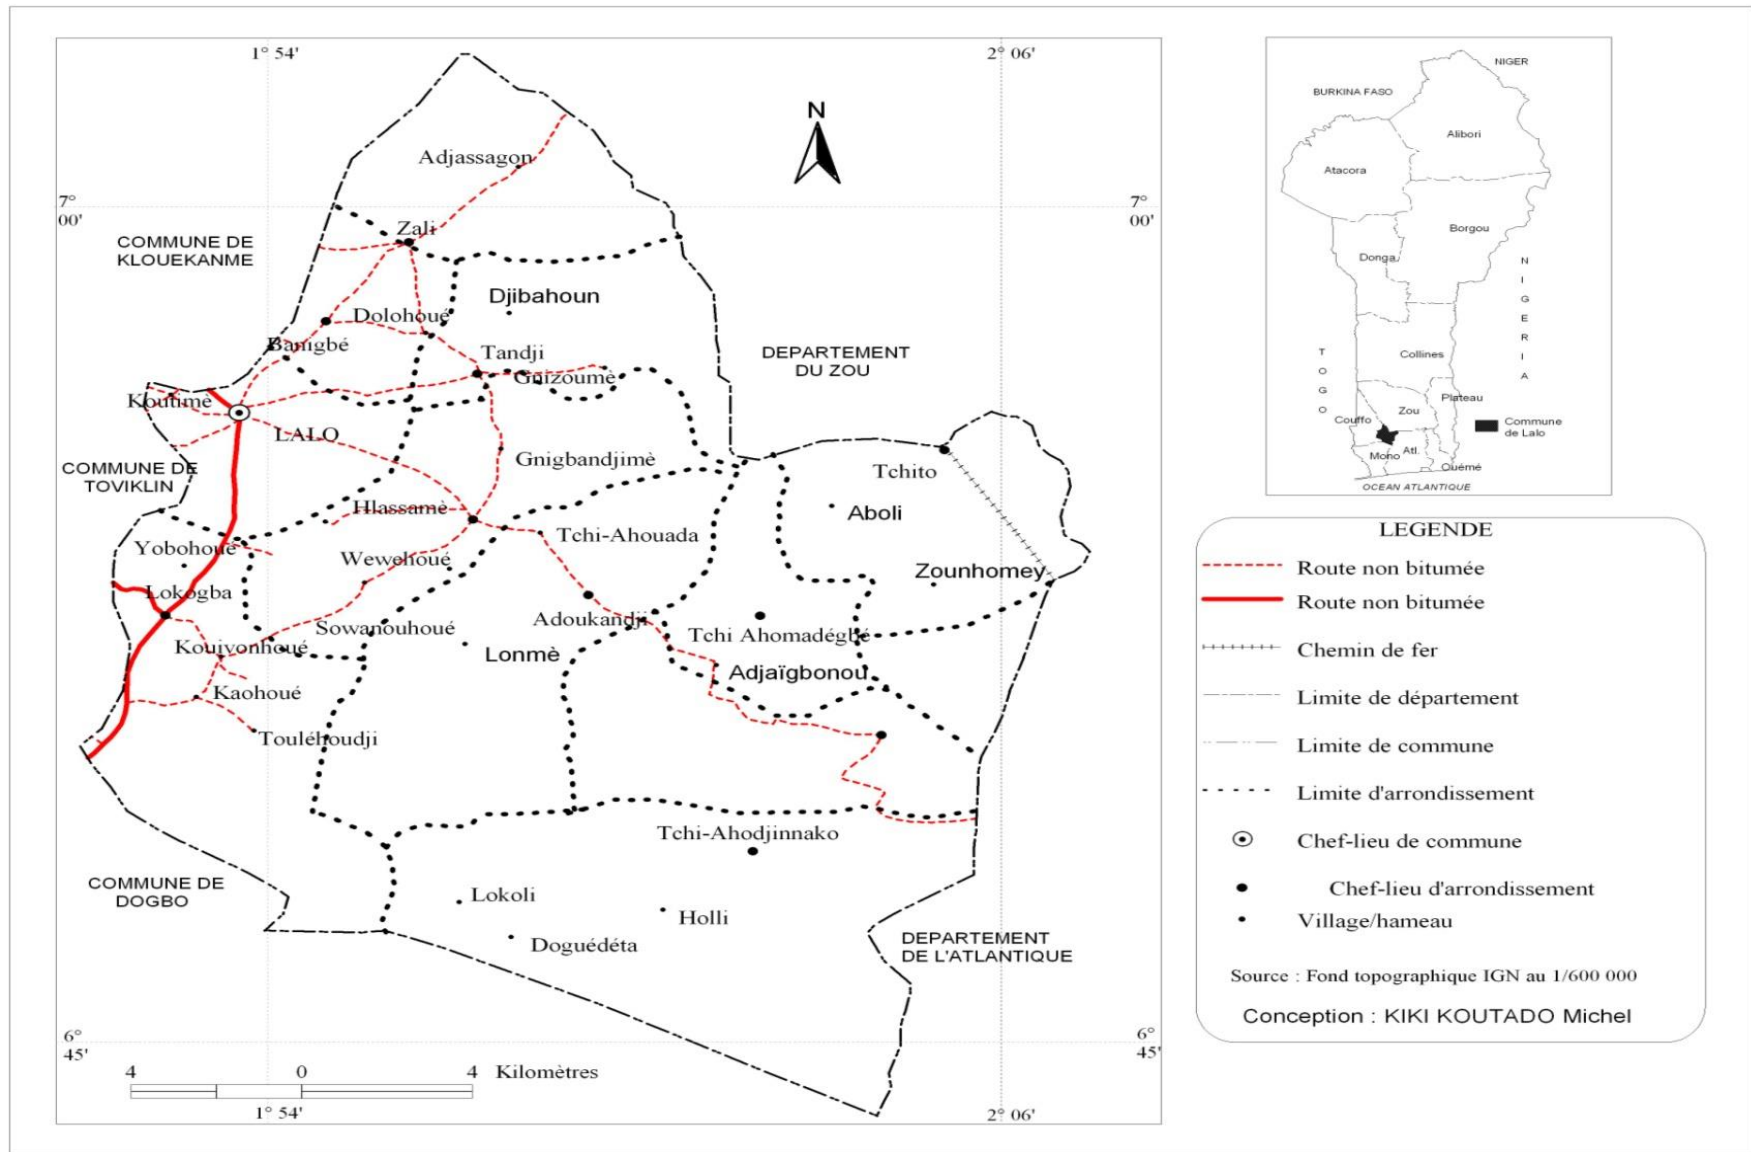 1° 54'
2° 06'
N
Adjassagon
7°
00'
7°
00'
Zali
COMMUNE DE
KLOUEKANME
Djibahoun
Dolohoué
Banigbé
Tandji
DEPARTEMENT
DU ZOU
Gnizoumè
Koutimè
LALO
COMMUNE DE
TOVIKLIN
Gnigbandjimè
Tchito
Hlassamè
Aboli
Tchi-Ahouada
Yobohoué
Wewehoué
Zounhomey
Lokogba
Adoukandji
Sowanouhoué
Tchi Ahomadégbé
Kouivonhoué
Lonmè
Adjaïgbonou
Kaohoué
Touléhoudji
Tchi-Ahodjinnako
COMMUNE DE
DOGBO
Lokoli
Holli
Doguédéta
DEPARTEMENT
DE L'ATLANTIQUE
6°
45'
6°
45'
4 0 4 Kilomètres
1° 54'
2° 06'
NIGER
BURKINA FASO
Alibori
Atacora
Borgou
Donga
NIGERIA
TOGO
Collines
Plateau
Zou
Couffo
Commune
de Lalo
Mono
Atl.
Ouémé
OCEAN ATLANTIQUE
LEGENDE
Route non bitumée
Route non bitumée
Chemin de fer
Limite de département
Limite de commune
Limite d'arrondissement
Chef-lieu de commune
Chef-lieu d'arrondissement
Village/hameau
Source : Fond topographique IGN au 1/600 000
Conception : KIKI KOUTADO Michel